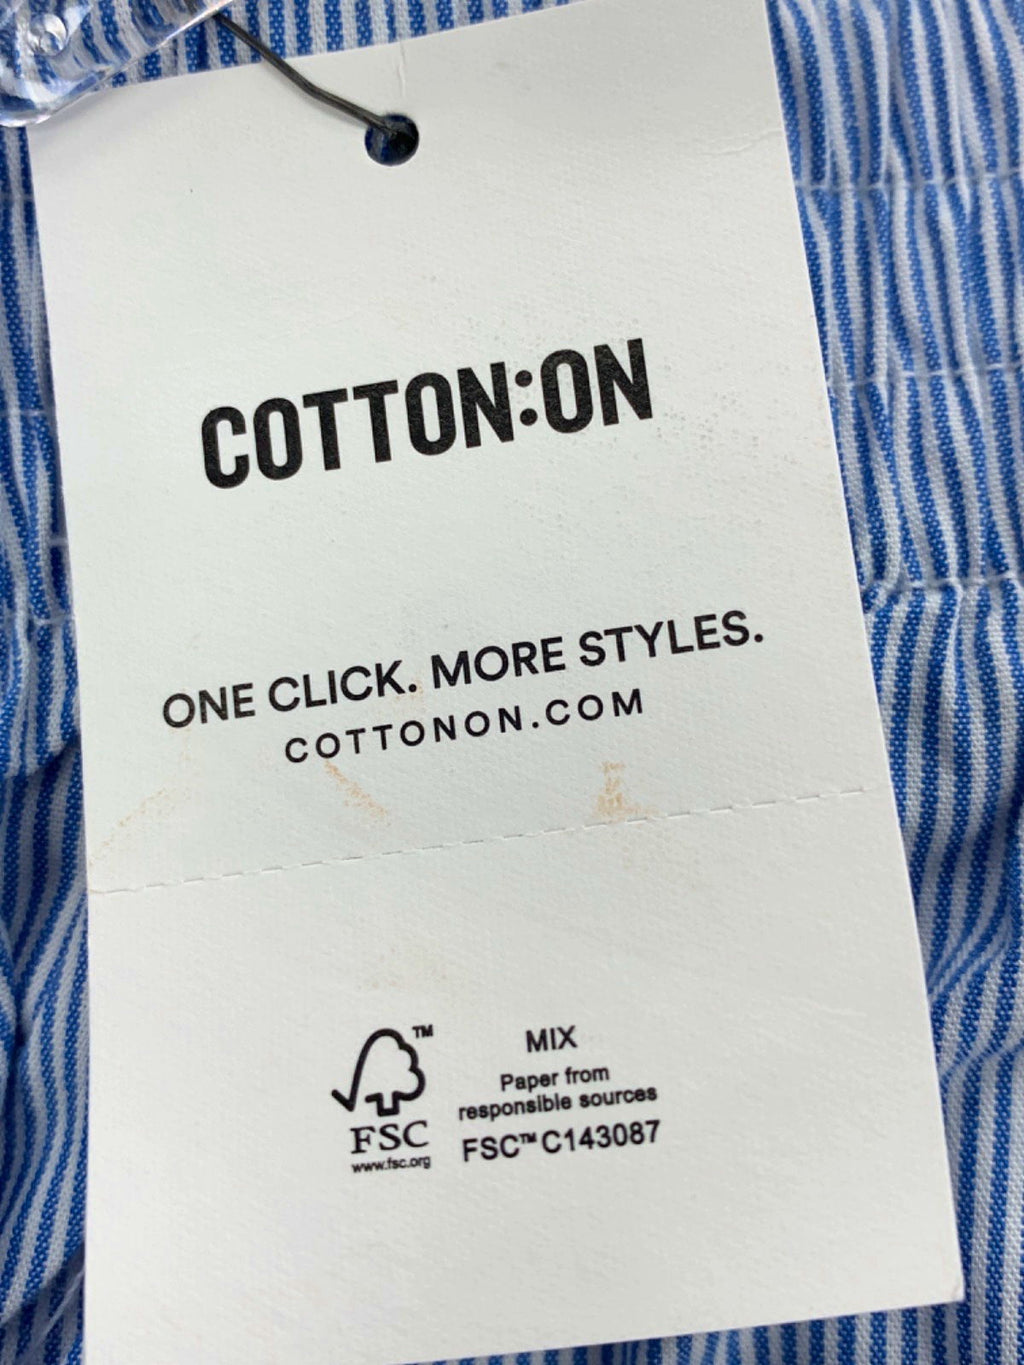 COTTON:ON
ONE CLICK. MORE STYLES.
COTTONON.COM
TM
FSC
www.fsc.org
MIX
Paper from
responsible sources
FSC™ C143087